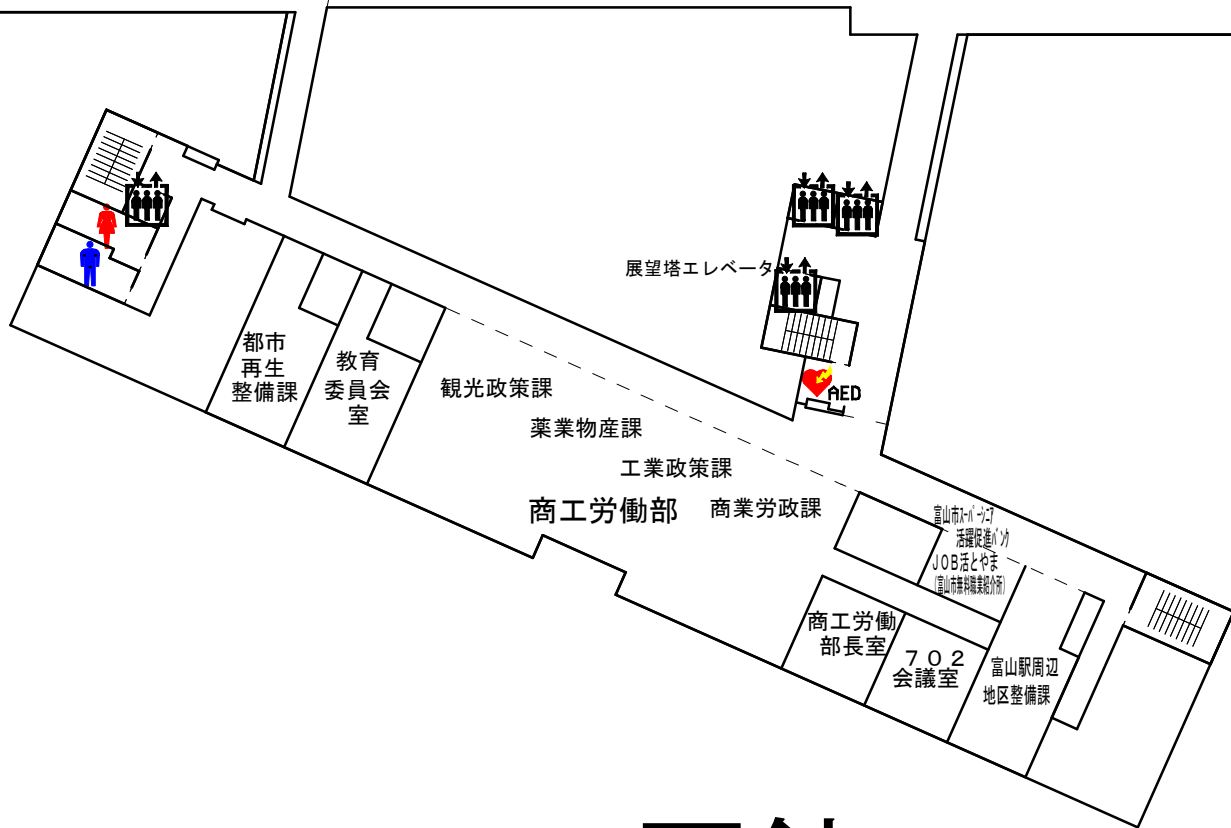 展望塔エレベータ
AED
都市
再生
整備課
教育
委員会
室
観光政策課
薬業物産課
工業政策課
商工労働部
商業労政課
富山市ｽｰﾊﾟｰｼﾆｱ
活躍促進ﾊﾞﾝｸ
ＪＯＢ活とやま
(富山市無料職業紹介所)
商工労働
部長室
７０２
会議室
富山駅周辺
地区整備課